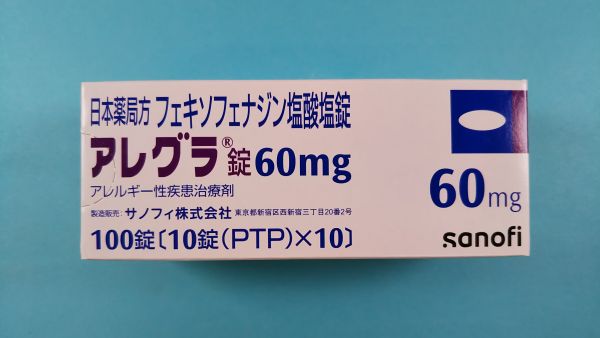 日本薬局方 フェキソフェナジン塩酸塩錠
アレグラ®錠60mg
アレルギー性疾患治療剤
製造販売: サノフィ株式会社 東京都新宿区西新宿三丁目20番2号
100錠〔10錠(PTP)×10〕
60mg
sanofi